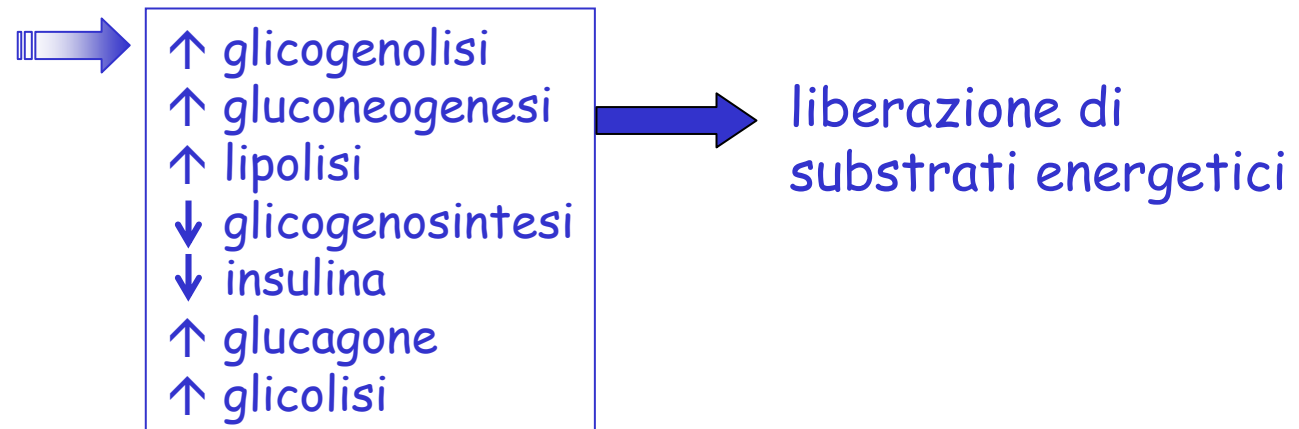 ↑ glicogenolisi
↑ gluconeogenesi
↑ lipolisi
↓ glicogenosintesi
↓ insulina
↑ glucagone
↑ glicolisi
liberazione di
substrati energetici